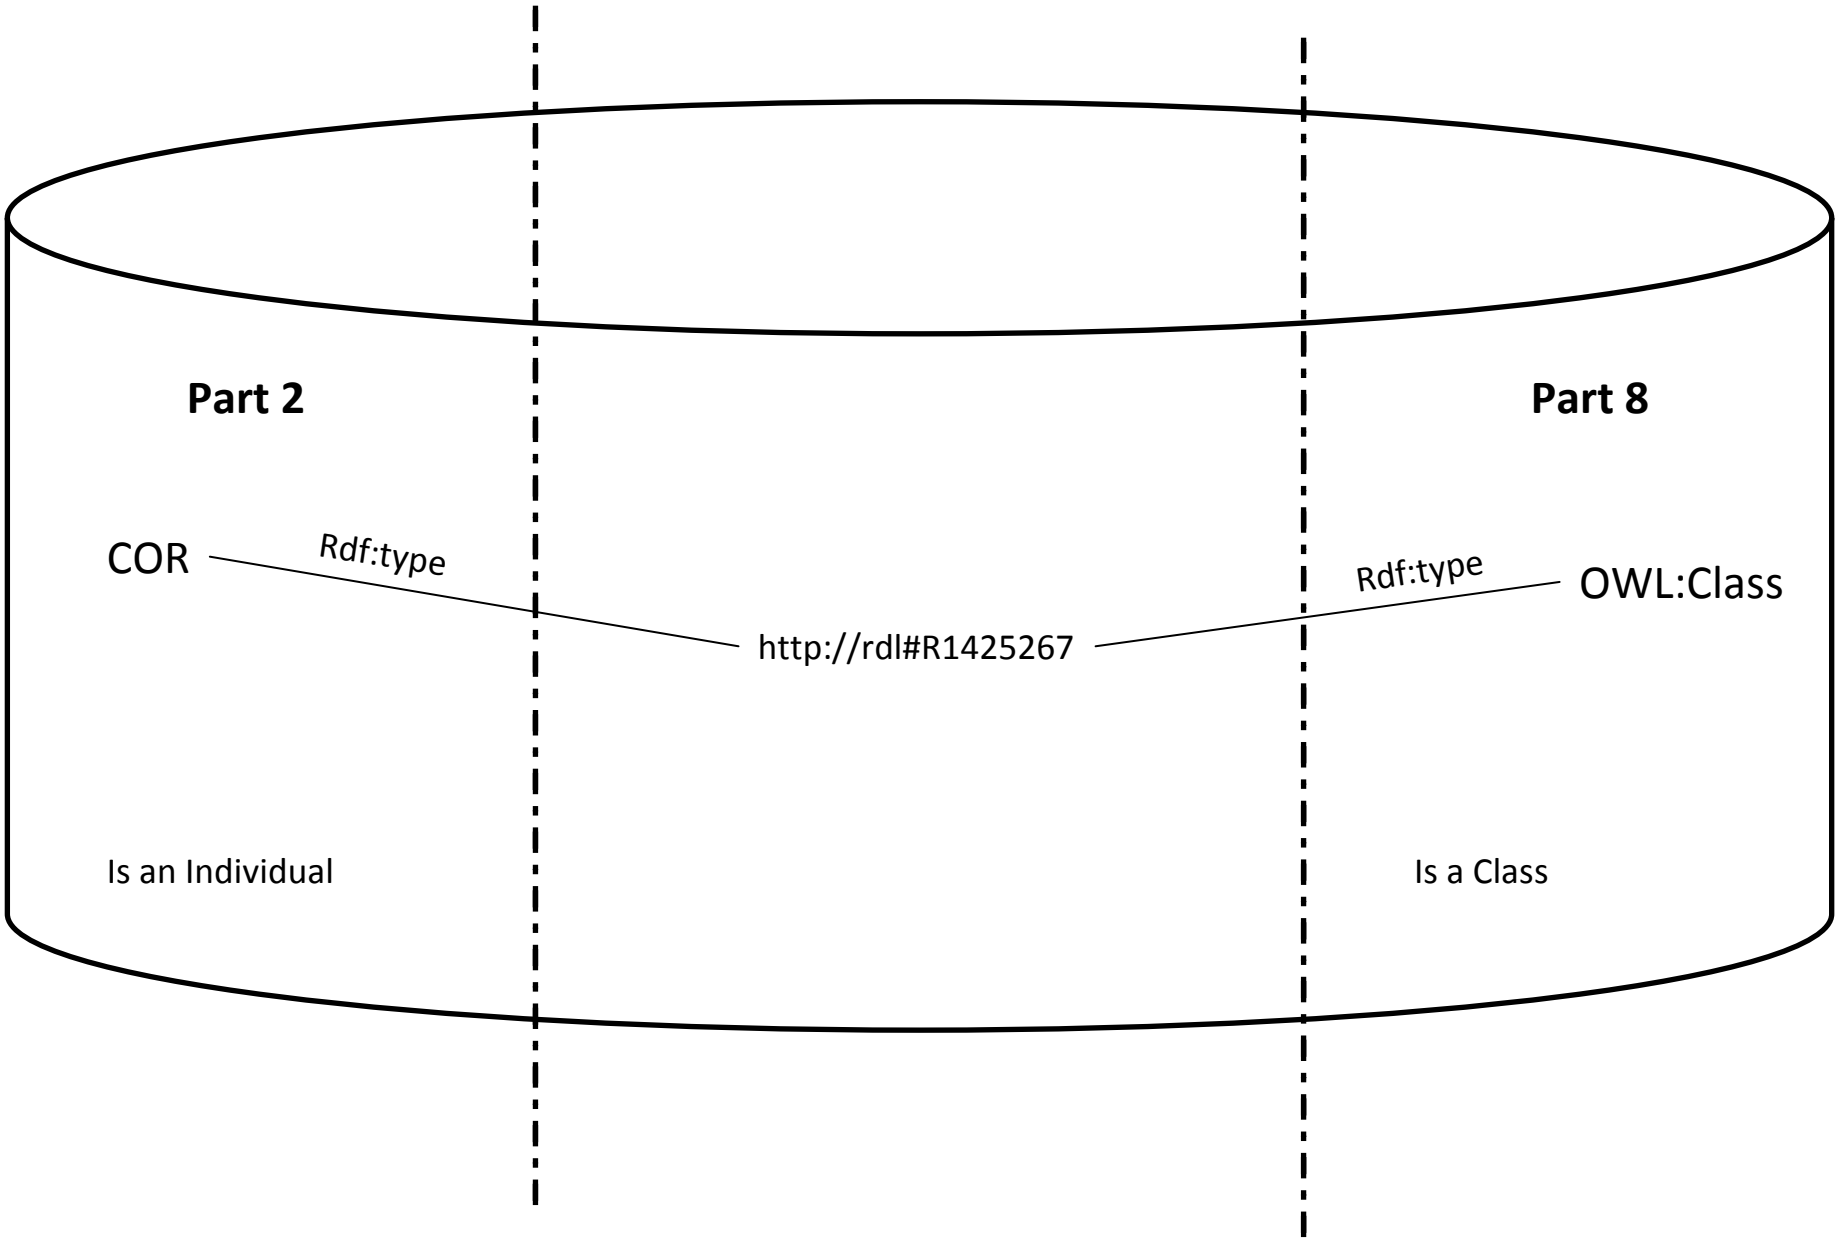 Part 2
Part 8
COR
Rdf:type
Rdf:type
OWL:Class
http://rdl#R1425267
Is an Individual
Is a Class